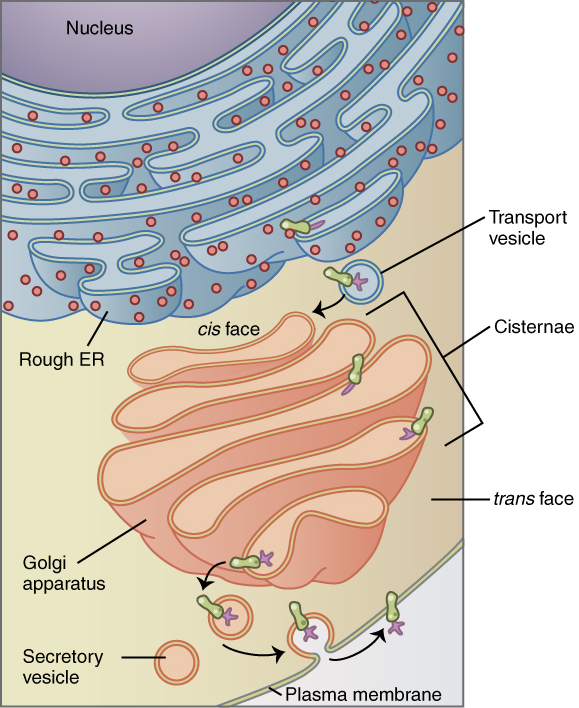 Nucleus
Transport
vesicle
cis face
Cisternae
Rough ER
trans face
Golgi
apparatus
Secretory
vesicle
Plasma membrane